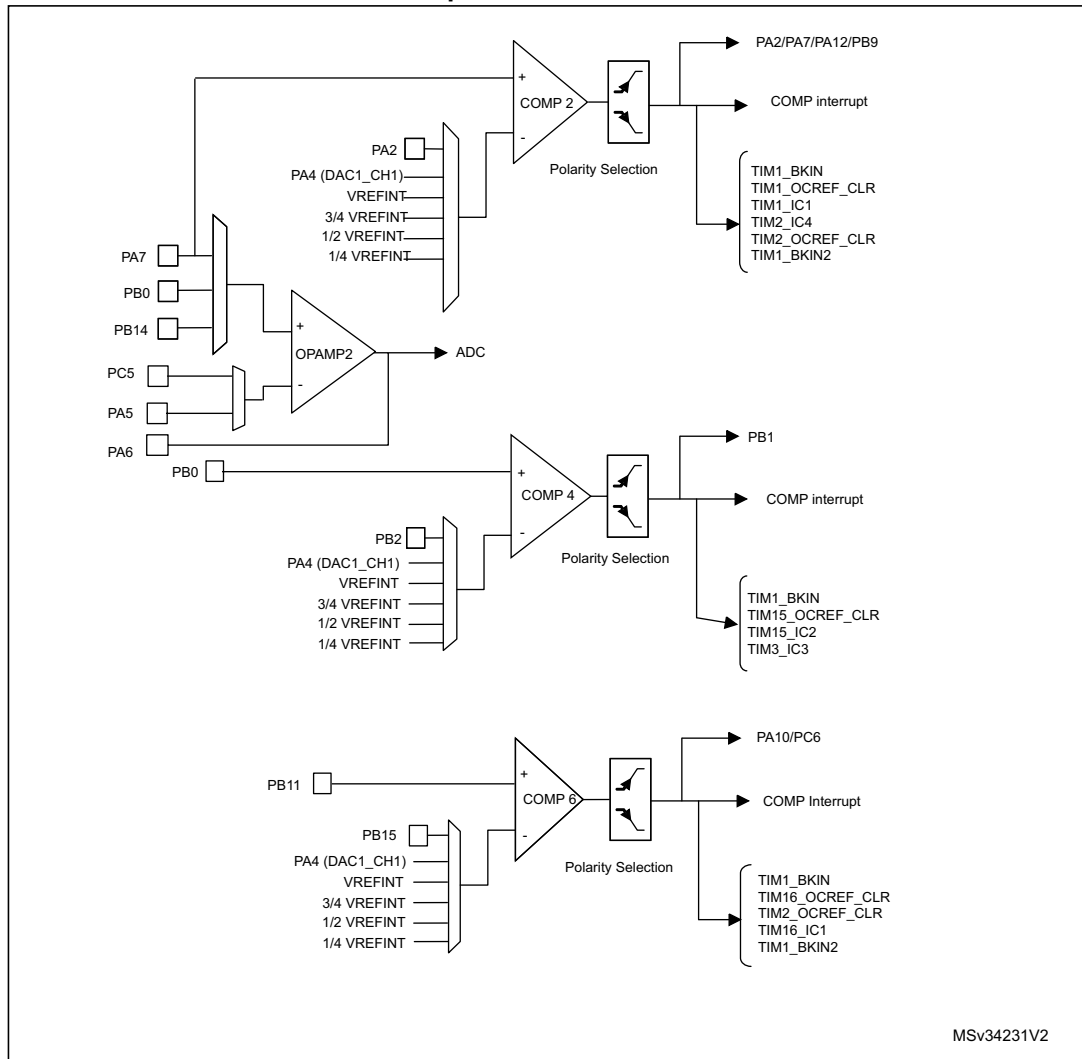 PA2/PA7/PA12/PB9
+
COMP 2
COMP interrupt
-
PA2
Polarity Selection
PA4 (DAC1_CH1)
VREFINT
3/4 VREFINT
1/2 VREFINT
1/4 VREFINT
TIM1_BKIN
TIM1_OCREF_CLR
TIM1_IC1
TIM2_IC4
TIM2_OCREF_CLR
TIM1_BKIN2
PA7
PB0
PB14
+
OPAMP2
-
ADC
PC5
PA5
PA6
PB0
PB1
+
COMP 4
COMP interrupt
-
PB2
Polarity Selection
PA4 (DAC1_CH1)
VREFINT
3/4 VREFINT
1/2 VREFINT
1/4 VREFINT
TIM1_BKIN
TIM15_OCREF_CLR
TIM15_IC2
TIM3_IC3
PA10/PC6
PB11
+
COMP 6
COMP Interrupt
-
PB15
Polarity Selection
PA4 (DAC1_CH1)
VREFINT
3/4 VREFINT
1/2 VREFINT
1/4 VREFINT
TIM1_BKIN
TIM16_OCREF_CLR
TIM2_OCREF_CLR
TIM16_IC1
TIM1_BKIN2
MSv34231V2